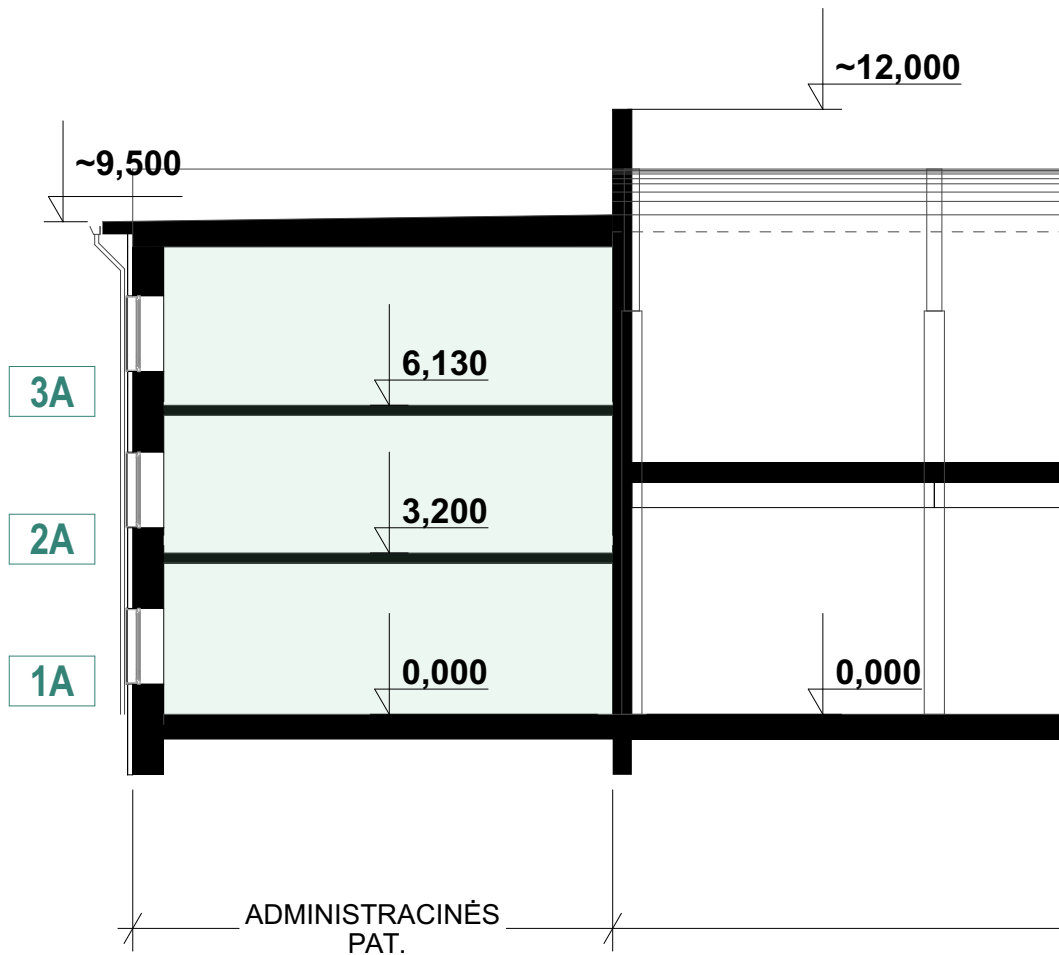 ~12,000
~9,500
6,130
3A
3,200
2A
0,000
0,000
1A
ADMINISTRACINĖS
PAT.